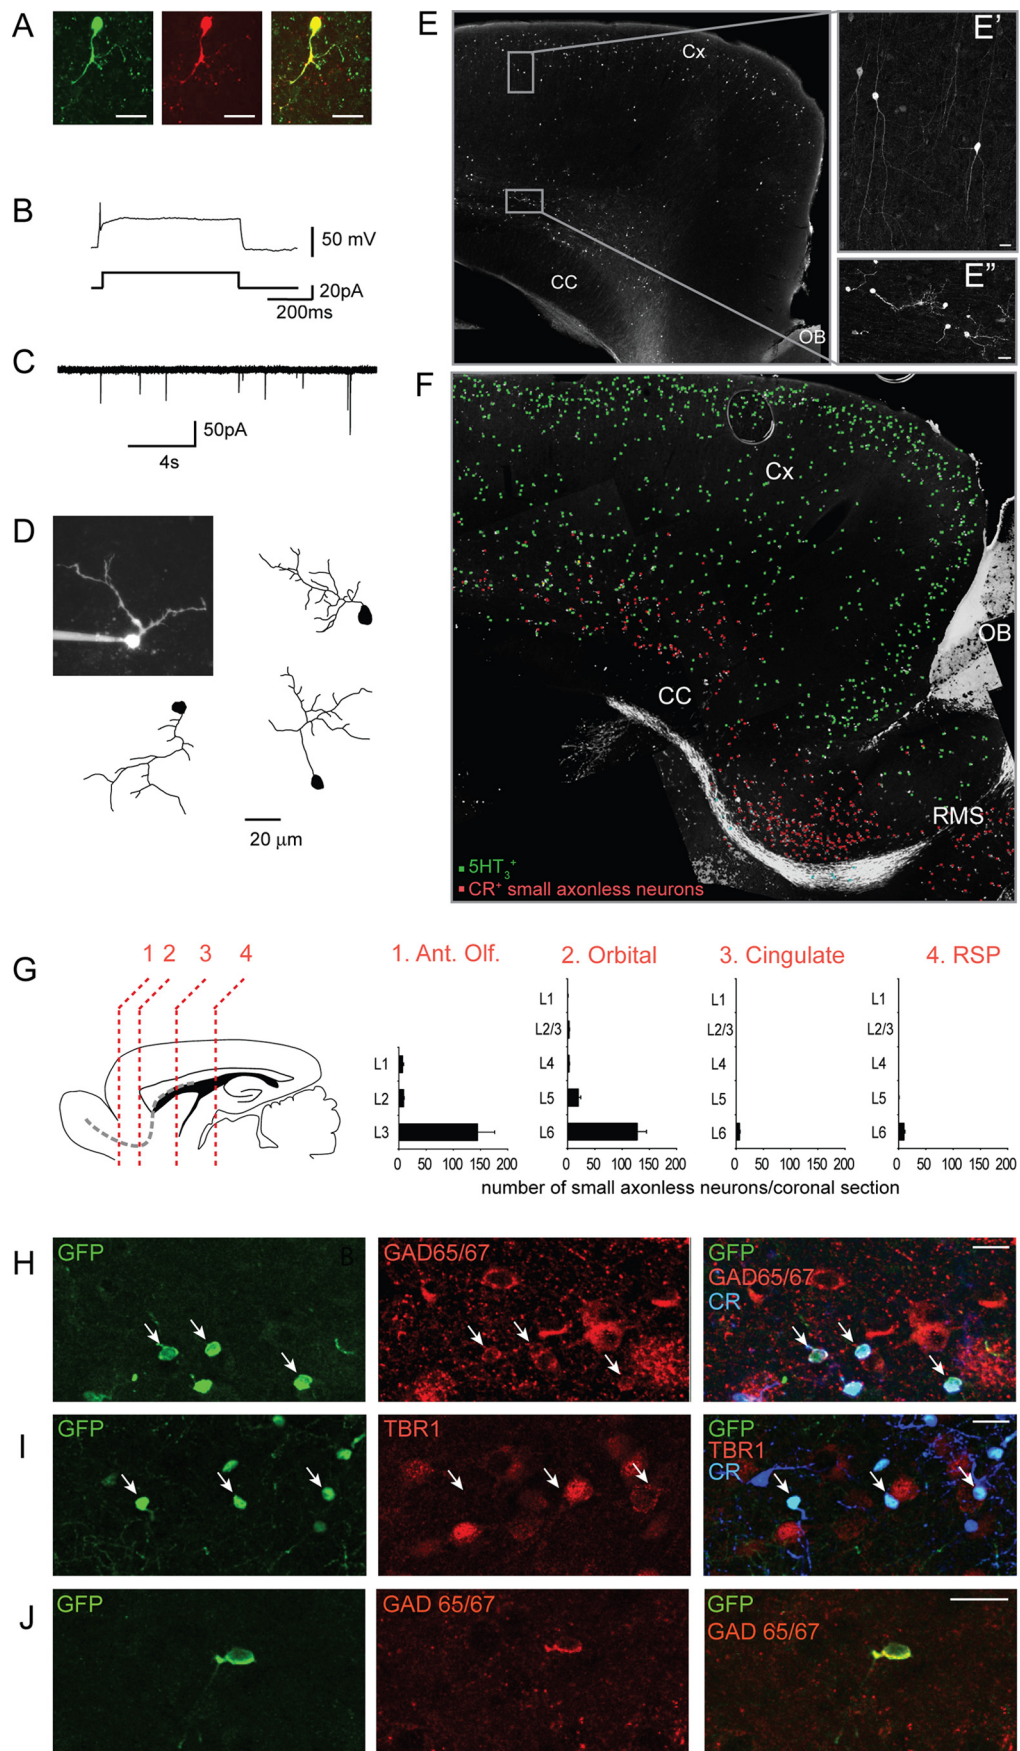 A
B
50 mV
20pA
200ms
C
50pA
4s
D
20 μm
E
Cx
CC
OB
E’
E”
F
Cx
OB
CC
RMS
5HT3+
CR+ small axonless neurons
G
1 2 3 4
1. Ant. Olf.
L1
L2
L3
0 50 100 150 200
2. Orbital
L1
L2/3
L4
L5
L6
0 50 100 150 200
3. Cingulate
L1
L2/3
L4
L5
L6
0 50 100 150 200
4. RSP
L1
L2/3
L4
L5
L6
0 50 100 150 200
number of small axonless neurons/coronal section
H
GFP
B
GAD65/67
GFP
GAD65/67
CR
I
GFP
TBR1
GFP
TBR1
CR
J
GFP
GAD 65/67
GFP
GAD 65/67